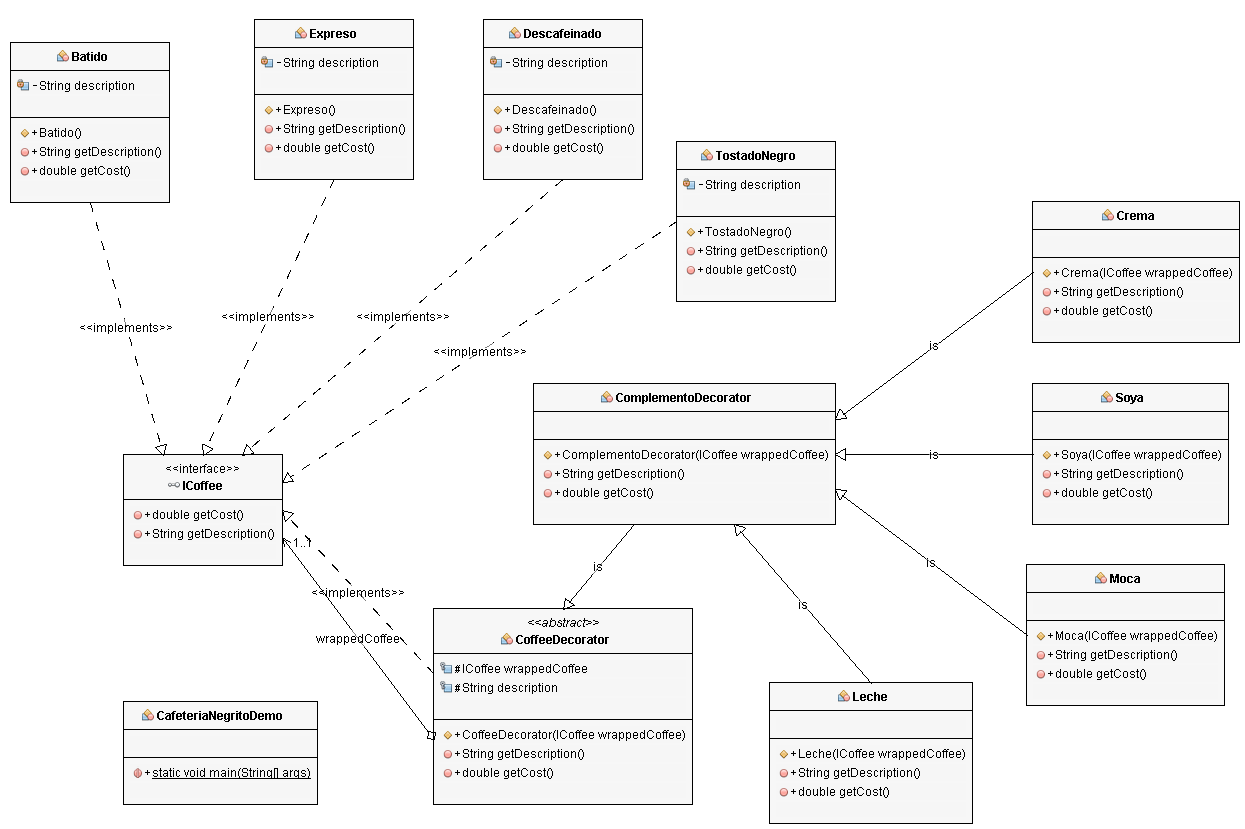 Batido
- String description
+ Batido()
+ String getDescription()
+ double getCost()
Expreso
- String description
+ Expreso()
+ String getDescription()
+ double getCost()
Descafeinado
- String description
+ Descafeinado()
+ String getDescription()
+ double getCost()
TostadoNegro
- String description
+ TostadoNegro()
+ String getDescription()
+ double getCost()
Crema
+ Crema(ICoffee wrappedCoffee)
+ String getDescription()
+ double getCost()
<<implements>>
<<implements>>
<<implements>>
<<implements>>
is
ComplementoDecorator
+ ComplementoDecorator(ICoffee wrappedCoffee)
+ String getDescription()
+ double getCost()
is
Soya
+ Soya(ICoffee wrappedCoffee)
+ String getDescription()
+ double getCost()
<<interface>>
ICoffee
+ double getCost()
+ String getDescription()
1..1
<<implements>>
wrappedCoffee
is
is
is
Moca
+ Moca(ICoffee wrappedCoffee)
+ String getDescription()
+ double getCost()
<<abstract>>
CoffeeDecorator
# ICoffee wrappedCoffee
# String description
+ CoffeeDecorator(ICoffee wrappedCoffee)
+ String getDescription()
+ double getCost()
Leche
+ Leche(ICoffee wrappedCoffee)
+ String getDescription()
+ double getCost()
CafeteriaNegritoDemo
+ static void main(String[] args)